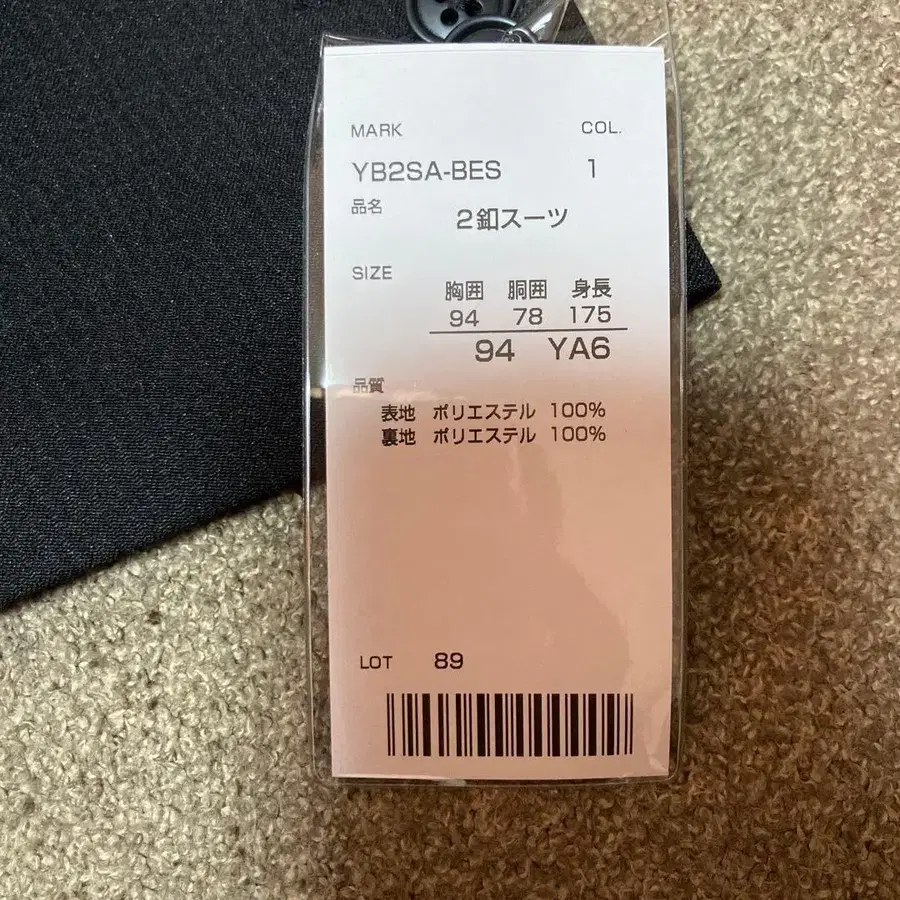 MARK COL.
YB2SA-BES 1
品名
2釦スーツ
SIZE
胸囲 胴囲 身長
94 78 175
94 YA6
品質
表地 ポリエステル 100%
裏地 ポリエステル 100%
LOT 89